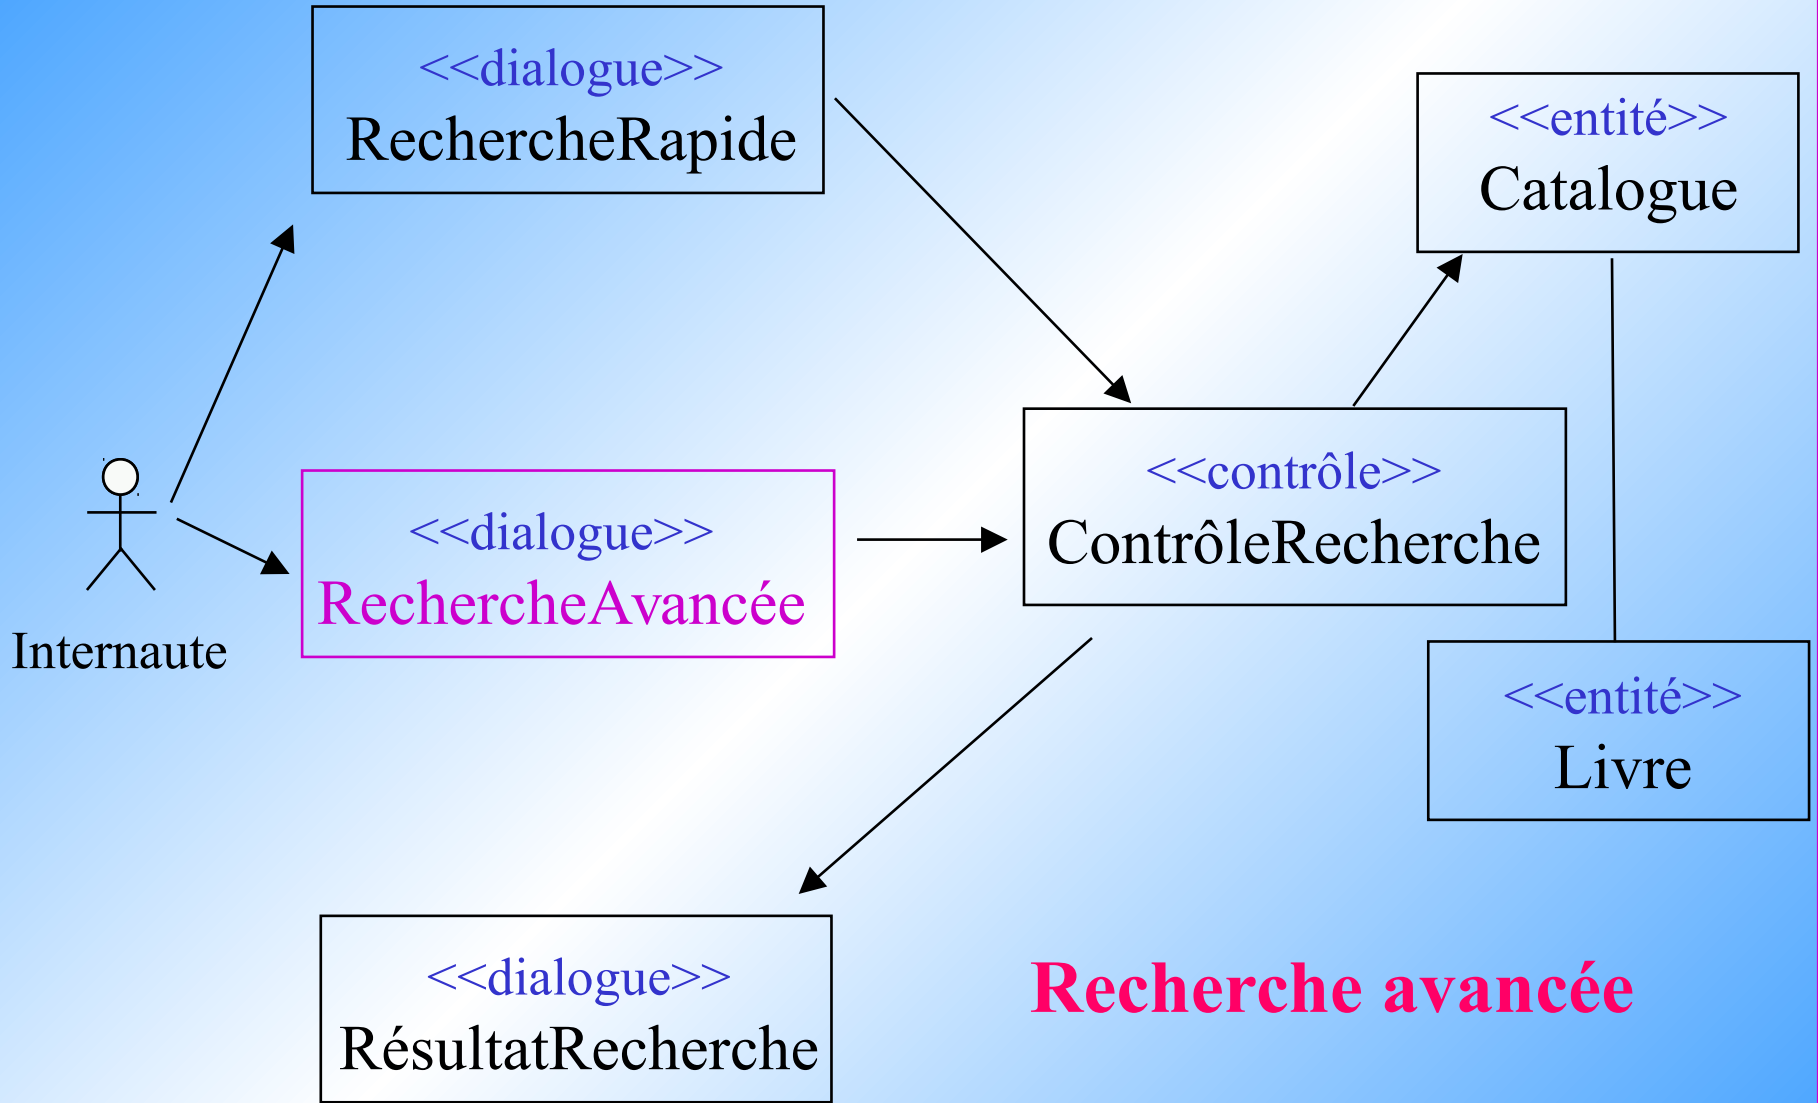 <<dialogue>>
RechercheRapide
<<entité>>
Catalogue
<<contrôle>>
ContrôleRecherche
<<dialogue>>
RechercheAvancée
Internaute
<<entité>>
Livre
<<dialogue>>
RésultatRecherche
Recherche avancée